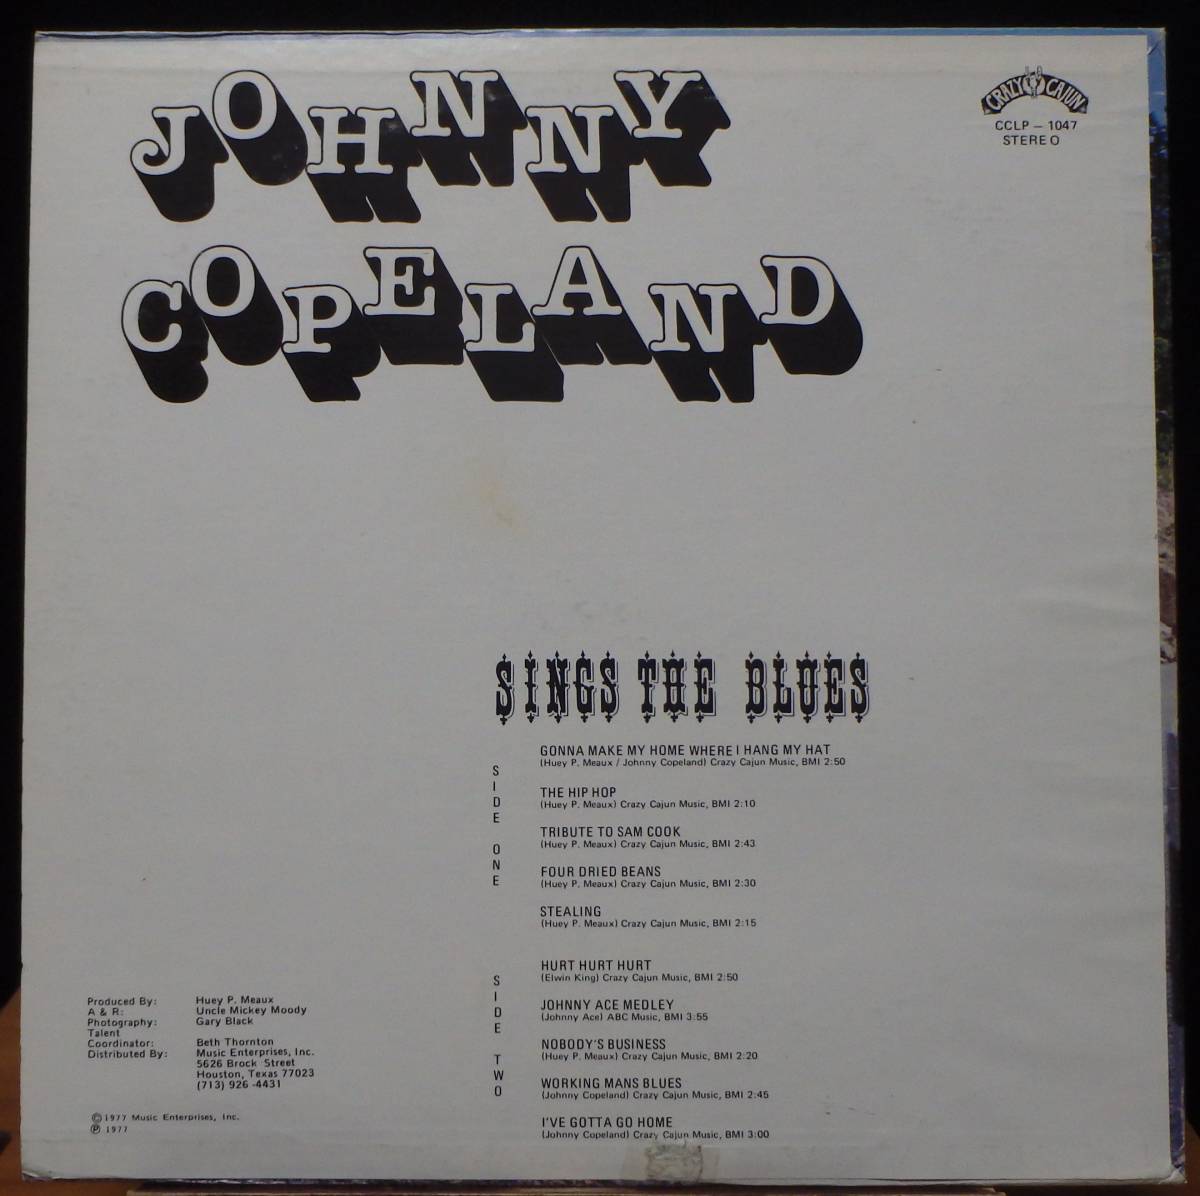 JOHNNY
COPELAND
CRAZY CAJUN
CCLP – 1047
STEREO
SINGS THE BLUES
SIDE ONE
GONNA MAKE MY HOME WHERE I HANG MY HAT
(Huey P. Meaux / Johnny Copeland) Crazy Cajun Music, BMI 2:50
THE HIP HOP
(Huey P. Meaux) Crazy Cajun Music, BMI 2:10
TRIBUTE TO SAM COOK
(Huey P. Meaux) Crazy Cajun Music, BMI 2:43
FOUR DRIED BEANS
(Huey P. Meaux) Crazy Cajun Music, BMI 2:30
STEALING
(Huey P. Meaux) Crazy Cajun Music, BMI 2:15
SIDE TWO
HURT HURT HURT
(Elwin King) Crazy Cajun Music, BMI 2:50
JOHNNY ACE MEDLEY
(Johnny Ace) ABC Music, BMI 3:55
NOBODY'S BUSINESS
(Huey P. Meaux) Crazy Cajun Music, BMI 2:20
WORKING MANS BLUES
(Johnny Copeland) Crazy Cajun Music, BMI 2:45
I'VE GOTTA GO HOME
(Johnny Copeland) Crazy Cajun Music, BMI 3:00
Produced By: Huey P. Meaux
A & R: Uncle Mickey Moody
Photography: Gary Black
Talent
Coordinator: Beth Thornton
Distributed By: Music Enterprises, Inc.
5626 Brock Street
Houston, Texas 77023
(713) 926-4431
© 1977 Music Enterprises, Inc.
℗ 1977